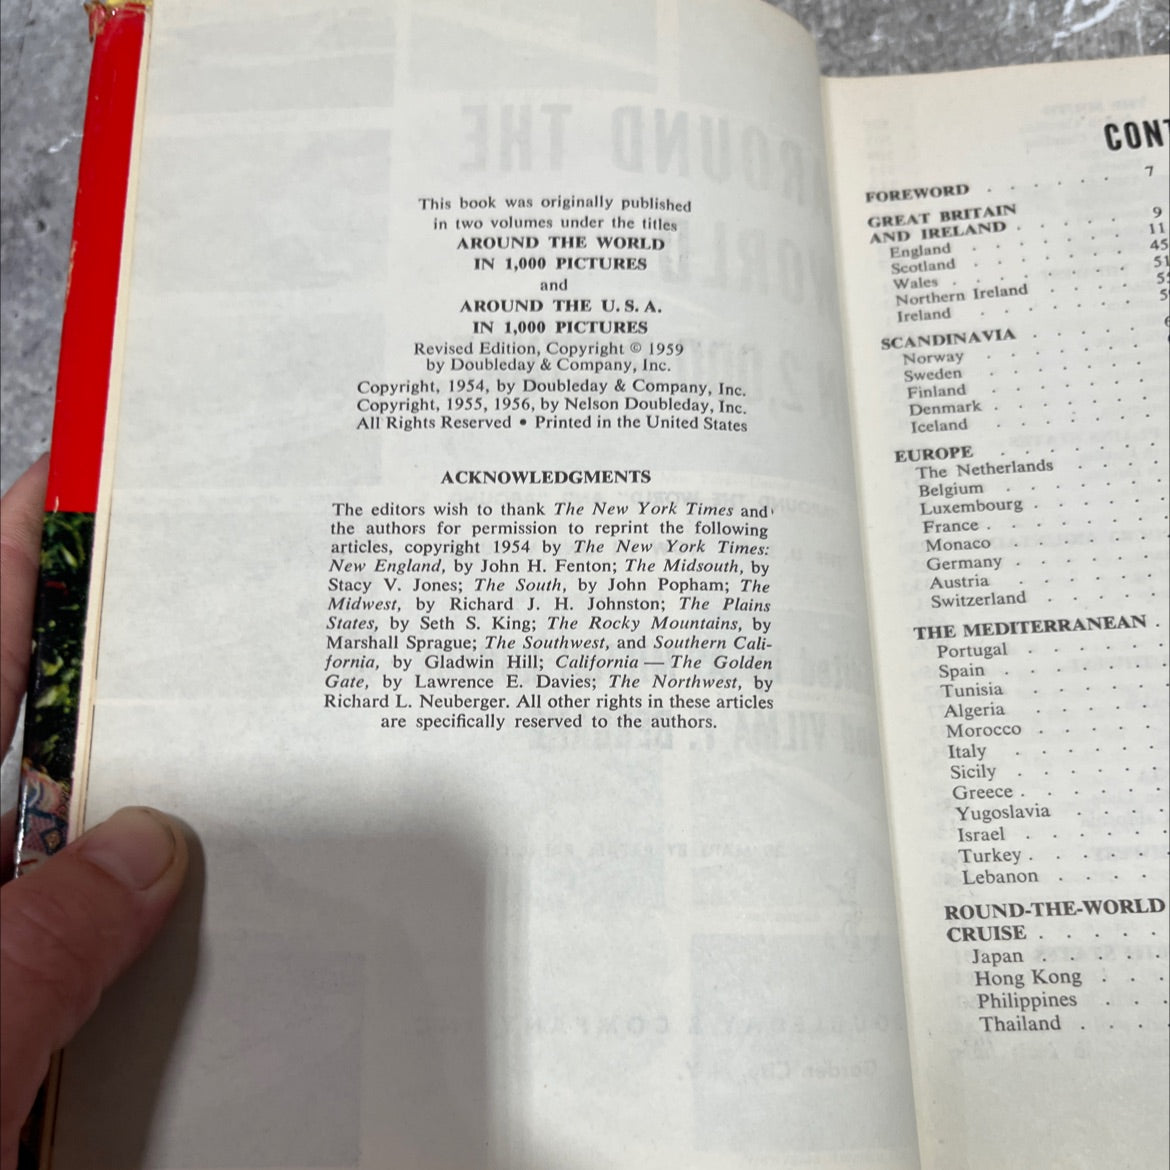 This book was originally published
in two volumes under the titles
AROUND THE WORLD
IN 1,000 PICTURES
and
AROUND THE U. S. A.
IN 1,000 PICTURES
Revised Edition, Copyright © 1959
by Doubleday & Company, Inc.
Copyright, 1954, by Doubleday & Company, Inc.
Copyright, 1955, 1956, by Nelson Doubleday, Inc.
All Rights Reserved • Printed in the United States
ACKNOWLEDGMENTS
The editors wish to thank The New York Times and
the authors for permission to reprint the following
articles, copyright 1954 by The New York Times:
New England, by John H. Fenton; The Midsouth, by
Stacy V. Jones; The South, by John Popham; The
Midwest, by Richard J. H. Johnston; The Plains
States, by Seth S. King; The Rocky Mountains, by
Marshall Sprague; The Southwest, and Southern Cali-
fornia, by Gladwin Hill; California — The Golden
Gate, by Lawrence E. Davies; The Northwest, by
Richard L. Neuberger. All other rights in these articles
are specifically reserved to the authors.
CONT
FOREWORD . . . . . . 7
GREAT BRITAIN
AND IRELAND . . . . . 9
England . . . . . . . 11
Scotland . . . . . . . 45
Wales . . . . . . . 51
Northern Ireland . . . .
Ireland . . . . . .
SCANDINAVIA . . . . .
Norway . . . . . .
Sweden . . . . . .
Finland . . . . . .
Denmark . . . . . .
Iceland . . . . . .
EUROPE . . . . . .
The Netherlands . . . .
Belgium . . . . . .
Luxembourg . . . . .
France . . . . . .
Monaco . . . . . .
Germany . . . . . .
Austria . . . . . .
Switzerland . . . . .
THE MEDITERRANEAN .
Portugal . . . . . .
Spain . . . . . .
Tunisia . . . . . .
Algeria . . . . .
Morocco . . . . .
Italy . . . . .
Sicily . . . . .
Greece . . . . . .
Yugoslavia . . . .
Israel . . . . .
Turkey . . . . . .
Lebanon . . . . .
ROUND-THE-WORLD
CRUISE . . . . .
Japan . . . . .
Hong Kong . . .
Philippines . . .
Thailand . . . .